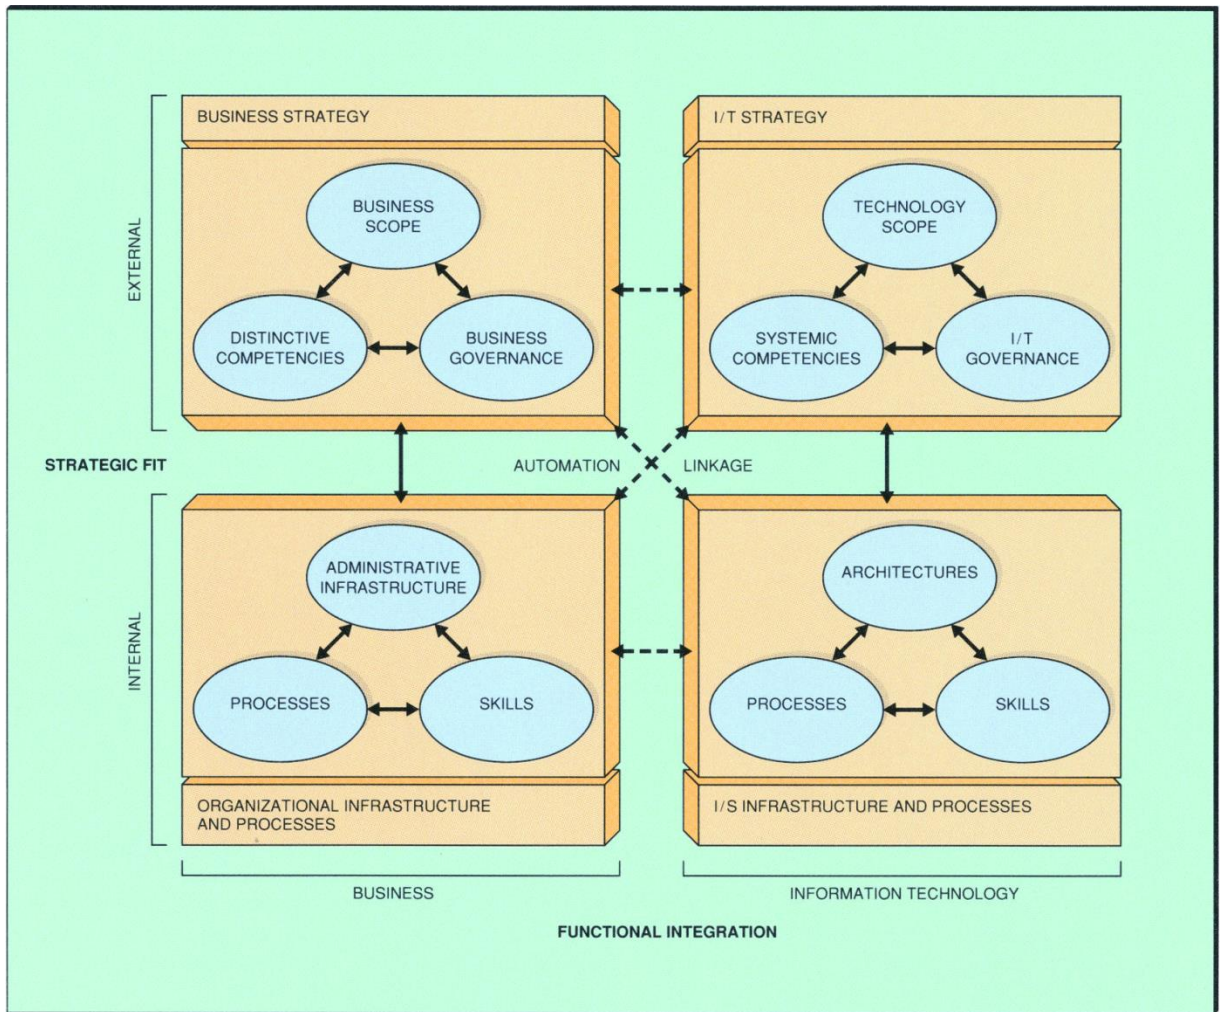 BUSINESS STRATEGY
I/T STRATEGY
BUSINESS
SCOPE
TECHNOLOGY
SCOPE
EXTERNAL
DISTINCTIVE
COMPETENCIES
BUSINESS
GOVERNANCE
SYSTEMIC
COMPETENCIES
I/T
GOVERNANCE
STRATEGIC FIT
AUTOMATION
LINKAGE
ADMINISTRATIVE
INFRASTRUCTURE
ARCHITECTURES
INTERNAL
PROCESSES
SKILLS
PROCESSES
SKILLS
ORGANIZATIONAL INFRASTRUCTURE
AND PROCESSES
I/S INFRASTRUCTURE AND PROCESSES
BUSINESS
INFORMATION TECHNOLOGY
FUNCTIONAL INTEGRATION